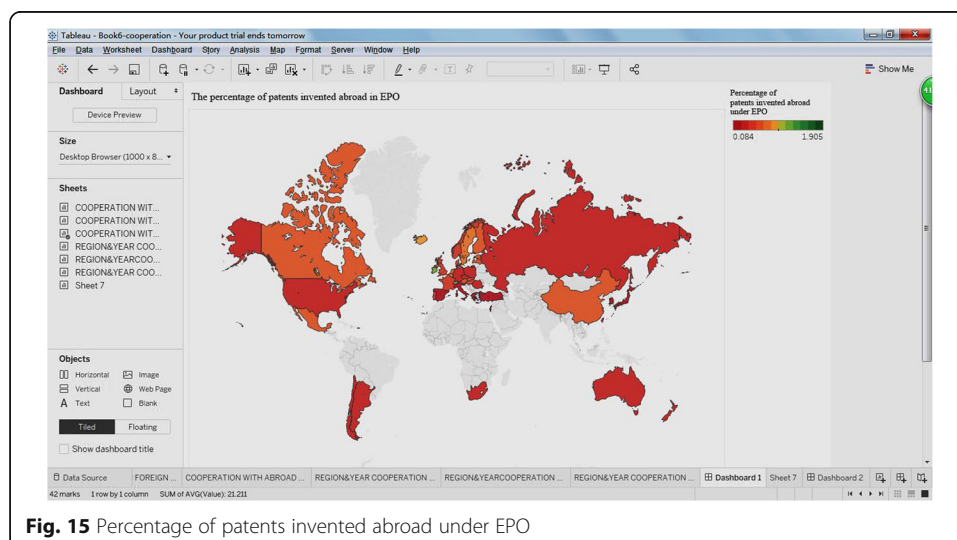 Tableau - Book6-cooperation - Your product trial ends tomorrow
File Data Worksheet Dashboard Story Analysis Map Format Server Window Help
Show Me
Dashboard Layout
Device Preview
Size
Desktop Browser (1000 x 8...
Sheets
COOPERATION WIT...
COOPERATION WIT...
COOPERATION WIT...
REGION&YEAR COO...
REGION&YEARCOO...
REGION&YEAR COO...
Sheet 7
Objects
Horizontal Image
Vertical Web Page
A Text Blank
Tiled Floating
Show dashboard title
The percentage of patents invented abroad in EPO
Percentage of
patents invented abroad
under EPO
0.084 1.905
41
Data Source FOREIGN ... COOPERATION WITH ABROAD ... REGION&YEAR COOPERATION ... REGION&YEARCOOPERATION ... REGION&YEAR COOPERATION ... Dashboard 1 Sheet 7 Dashboard 2
42 marks 1 row by 1 column SUM of AVG(Value): 21.211
Fig. 15 Percentage of patents invented abroad under EPO